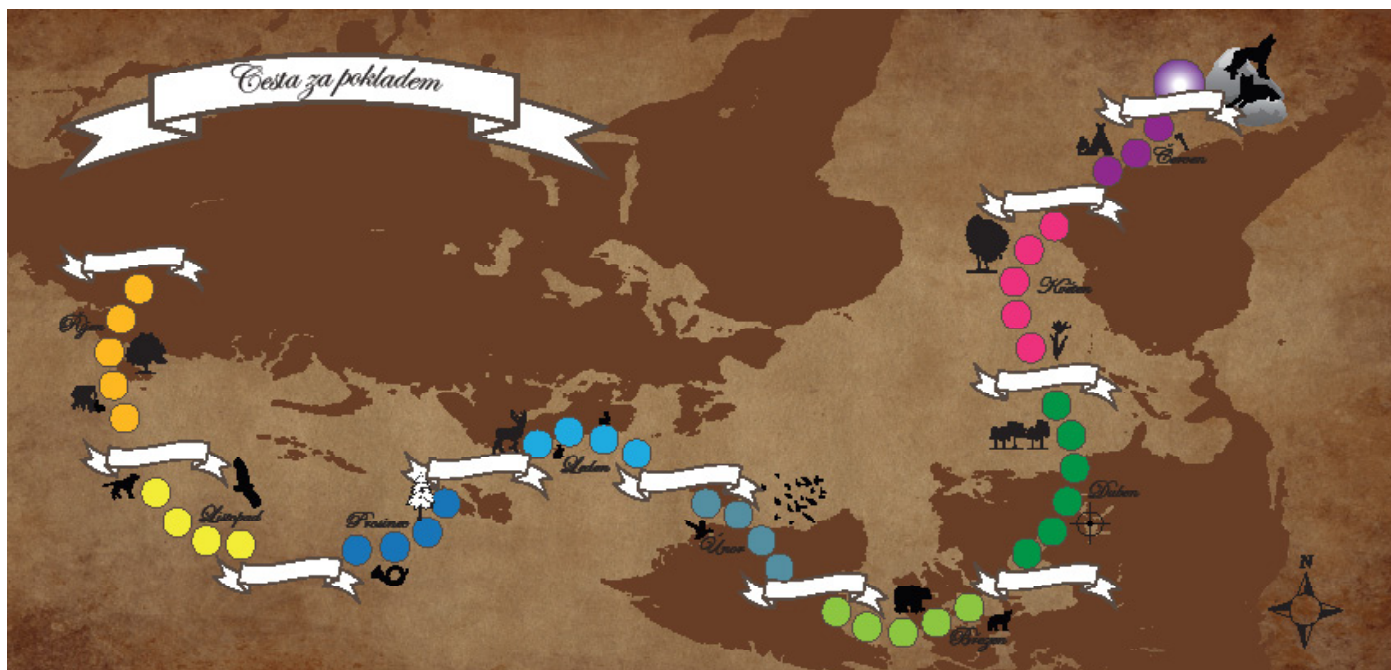 Cesta za pokladem
Červen
Květen
Říjen
Leden
Duben
Listopad
Prosinec
Únor
N
Březen